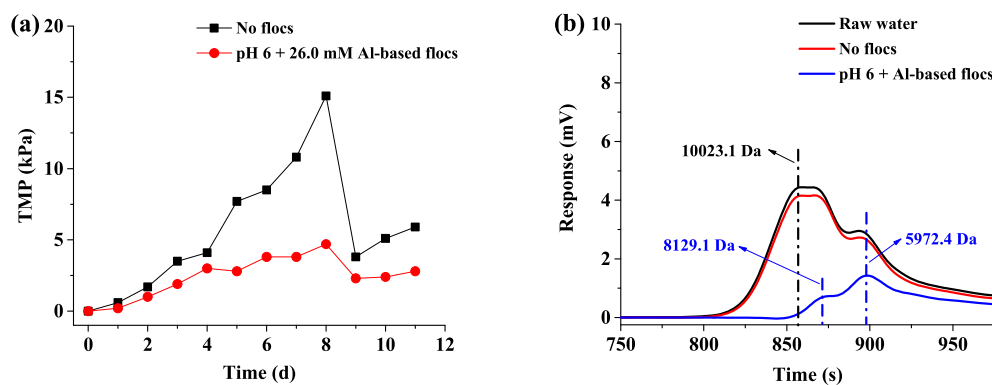 (a)
No flocs
pH 6 + 26.0 mM Al-based flocs
TMP (kPa)
20
15
10
5
0
0 2 4 6 8 10 12
Time (d)
(b)
Raw water
No flocs
pH 6 + Al-based flocs
10023.1 Da
8129.1 Da
5972.4 Da
Response (mV)
10
8
6
4
2
0
750 800 850 900 950
Time (s)